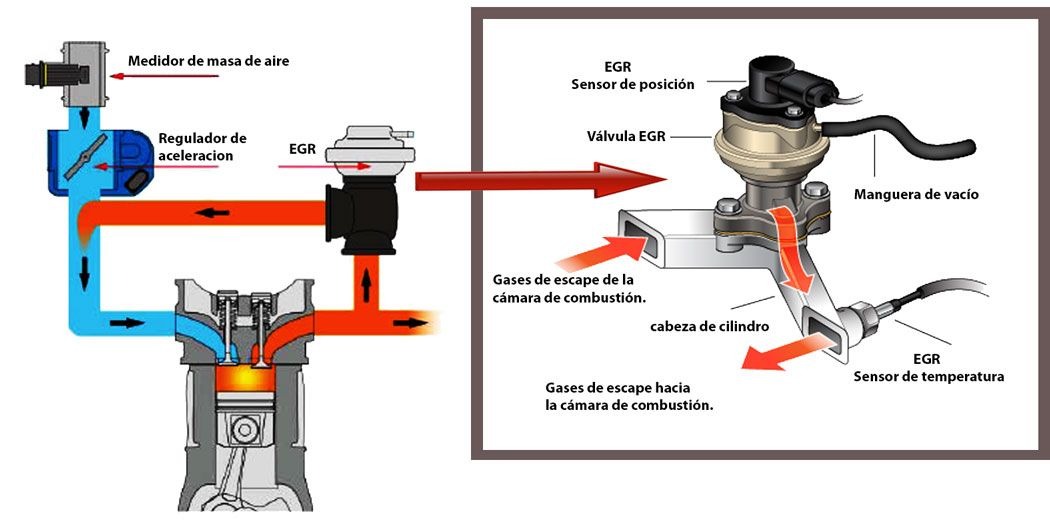 Medidor de masa de aire
Regulador de
aceleracion
EGR
EGR
Sensor de posición
Válvula EGR
Manguera de vacío
Gases de escape de la
cámara de combustión.
cabeza de cilindro
EGR
Sensor de temperatura
Gases de escape hacia
la cámara de combustión.